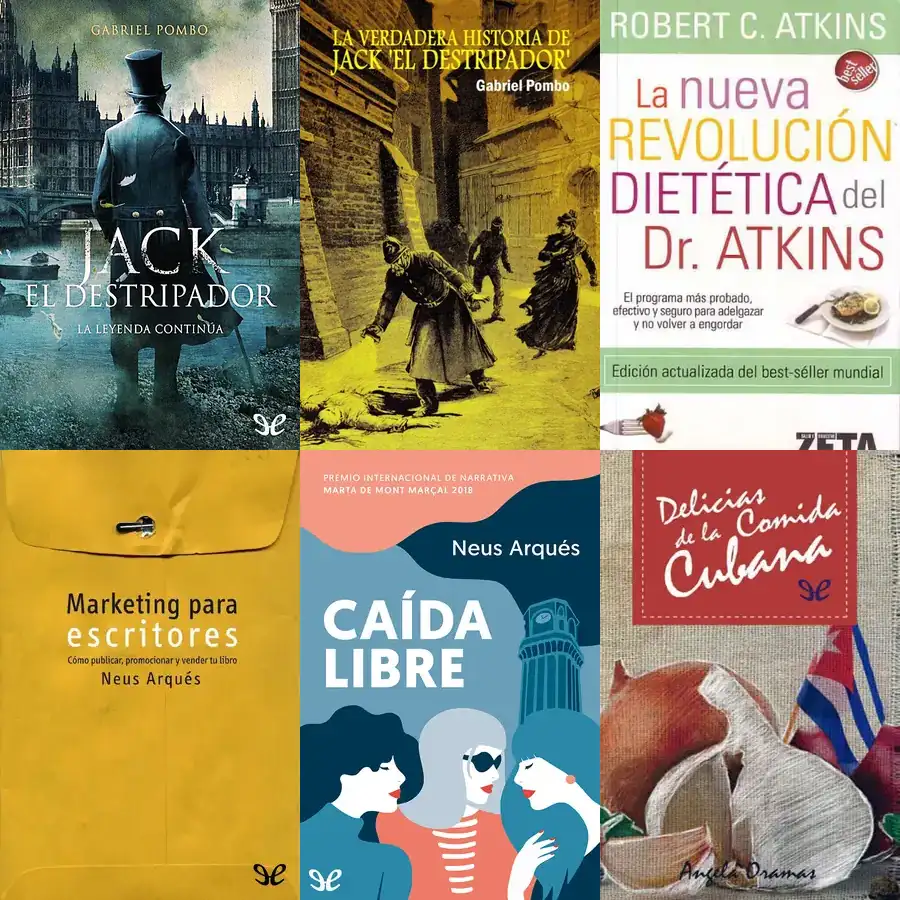 GABRIEL POMBO
JACK
EL DESTRIPADOR
LA LEYENDA CONTINÚA
LA VERDADERA HISTORIA DE
JACK 'EL DESTRIPADOR'
Gabriel Pombo
ROBERT C. ATKINS
best
seller
La nueva
REVOLUCIÓN
DIETÉTICA del
Dr. ATKINS
El programa más probado,
efectivo y seguro para adelgazar
y no volver a engordar
Edición actualizada del best-séller mundial
ZETA
Marketing para
escritores
Cómo publicar, promocionar y vender tu libro
Neus Arqués
PREMIO INTERNACIONAL DE NARRATIVA
MARTA DE MONT MARÇAL 2018
Neus Arqués
CAÍDA
LIBRE
Delicias
de la Comida
Cubana
Angela Oramas